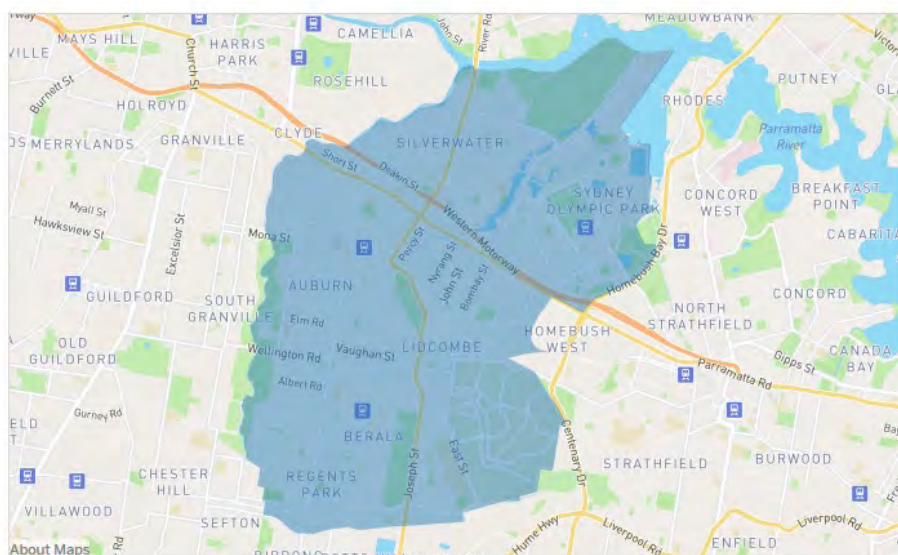 MEADOWBANK
CAMELLIA
John St
River Rd
MAYS HILL
HARRIS
PARK
VILLE
Church St
ROSEHILL
PUTNEY
RHODES
Burnett St
HOLROYD
GRANVILLE
CLYDE
SILVERWATER
Parramatta
River
MERRYLANDS
Short St
Deakin St
SYDNEY
OLYMPIC PARK
CONCORD
WEST
BREAKFAST
POINT
Myall St
Hawksview St
Excelsior St
Mona St
Percy St
Western Motorway
Nyrang St
John St
Bombay St
Homebush Bay Dr
CABARITA
GUILDFORD
AUBURN
SOUTH
GRANVILLE
Elm Rd
NORTH
STRATHFIELD
CONCORD
OLD
GUILDFORD
Wellington Rd
Vaughan St
LIDCOMBE
HOMEBUSH
WEST
Gipps St
CANADA
BAY
Parramatta Rd
Albert Rd
Gurney Rd
BERALA
Joseph St
East St
Centenary Dr
STRATHFIELD
BURWOOD
CHESTER
HILL
REGENTS
PARK
VILLAWOOD
SEFTON
Hume Hwy
Liverpool Rd
Liverpool Rd
ENFIELD
About Maps